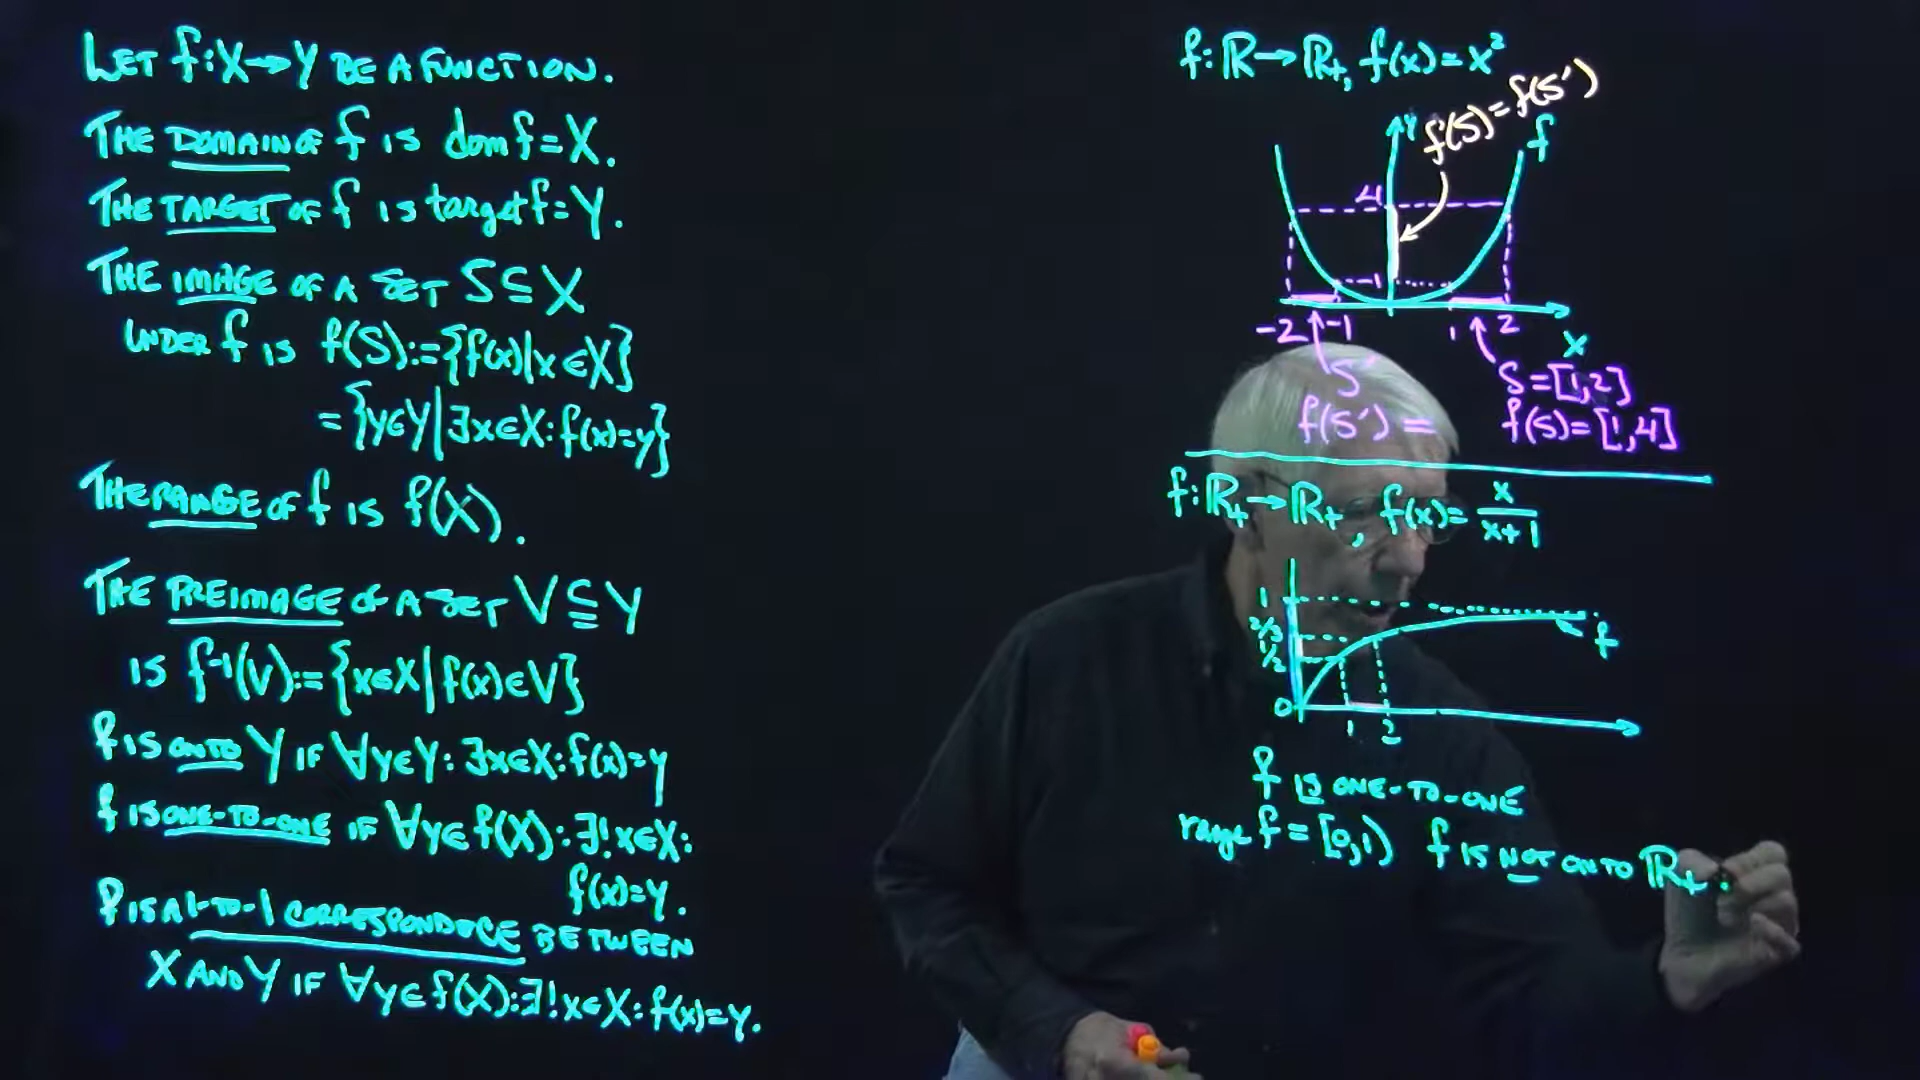 LET f:X→Y BE A FUNCTION.
THE DOMAIN OF f IS dom f = X.
THE TARGET OF f IS target f = Y.
THE IMAGE OF A SET S⊆X
UNDER f IS f(S):={f(x)|x∈X}
={y∈Y|∃x∈X:f(x)=y}
THE RANGE OF f IS f(X).
THE PREIMAGE OF A SET V⊆Y
IS f⁻¹(V):={x∈X|f(x)∈V}
f IS ONTO Y IF ∀y∈Y: ∃x∈X: f(x)=y
f IS ONE-TO-ONE IF ∀y∈f(X): ∃!x∈X:
f(x)=y.
f IS A 1-TO-1 CORRESPONDECE BETWEEN
X AND Y IF ∀y∈f(X):∃!x∈X: f(x)=y.
f:ℝ→ℝ₊, f(x)=x²
f(S)=f(S')
Y
f
4
1
-2 -1 1 2
x
S'
S=[1,2]
f(S')=
f(S)=[1,4]
f:ℝ₊→ℝ₊, f(x)=x/(x+1)
1
2/3
1/2
f
0
1 2
f IS ONE-TO-ONE
range f = [0,1) f IS NOT ONTO ℝ₊.